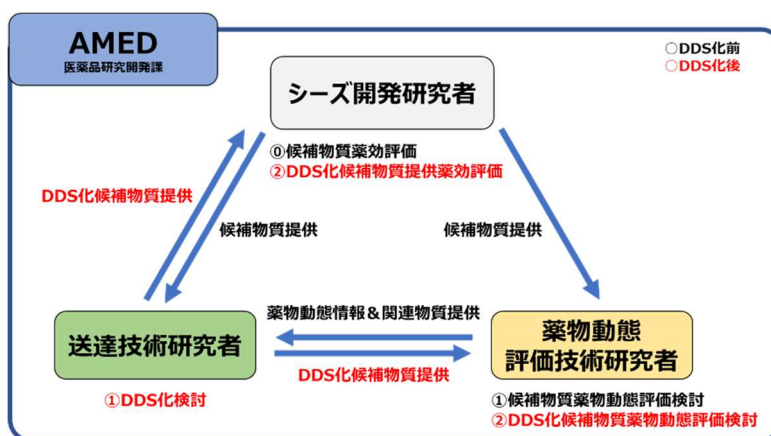 AMED
医薬品研究開発課
〇DDS化前
〇DDS化後
シーズ開発研究者
⓪候補物質薬効評価
②DDS化候補物質提供薬効評価
DDS化候補物質提供
候補物質提供
候補物質提供
薬物動態情報&関連物質提供
送達技術研究者
薬物動態
評価技術研究者
DDS化候補物質提供
①DDS化検討
①候補物質薬物動態評価検討
②DDS化候補物質薬物動態評価検討